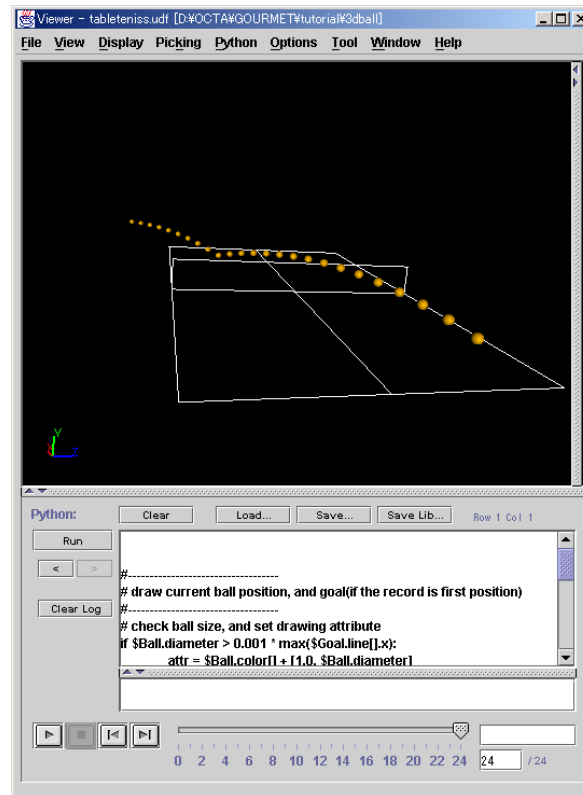 Viewer - tableteniss.udf [D:¥OCTA¥GOURMET¥tutorial¥3dball]
File View Display Picking Python Options Tool Window Help
Y
X Z
Python:
Clear Load... Save... Save Lib... Row 1 Col 1
Run
< >
Clear Log
#-------------------------------------
# draw current ball position, and goal(if the record is first position)
#-------------------------------------
# check ball size, and set drawing attribute
if $Ball.diameter > 0.001 * max($Goal.line[].x):
attr = $Ball.color[] + [1.0, $Ball.diameter]
0 2 4 6 8 10 12 14 16 18 20 22 24
24 / 24